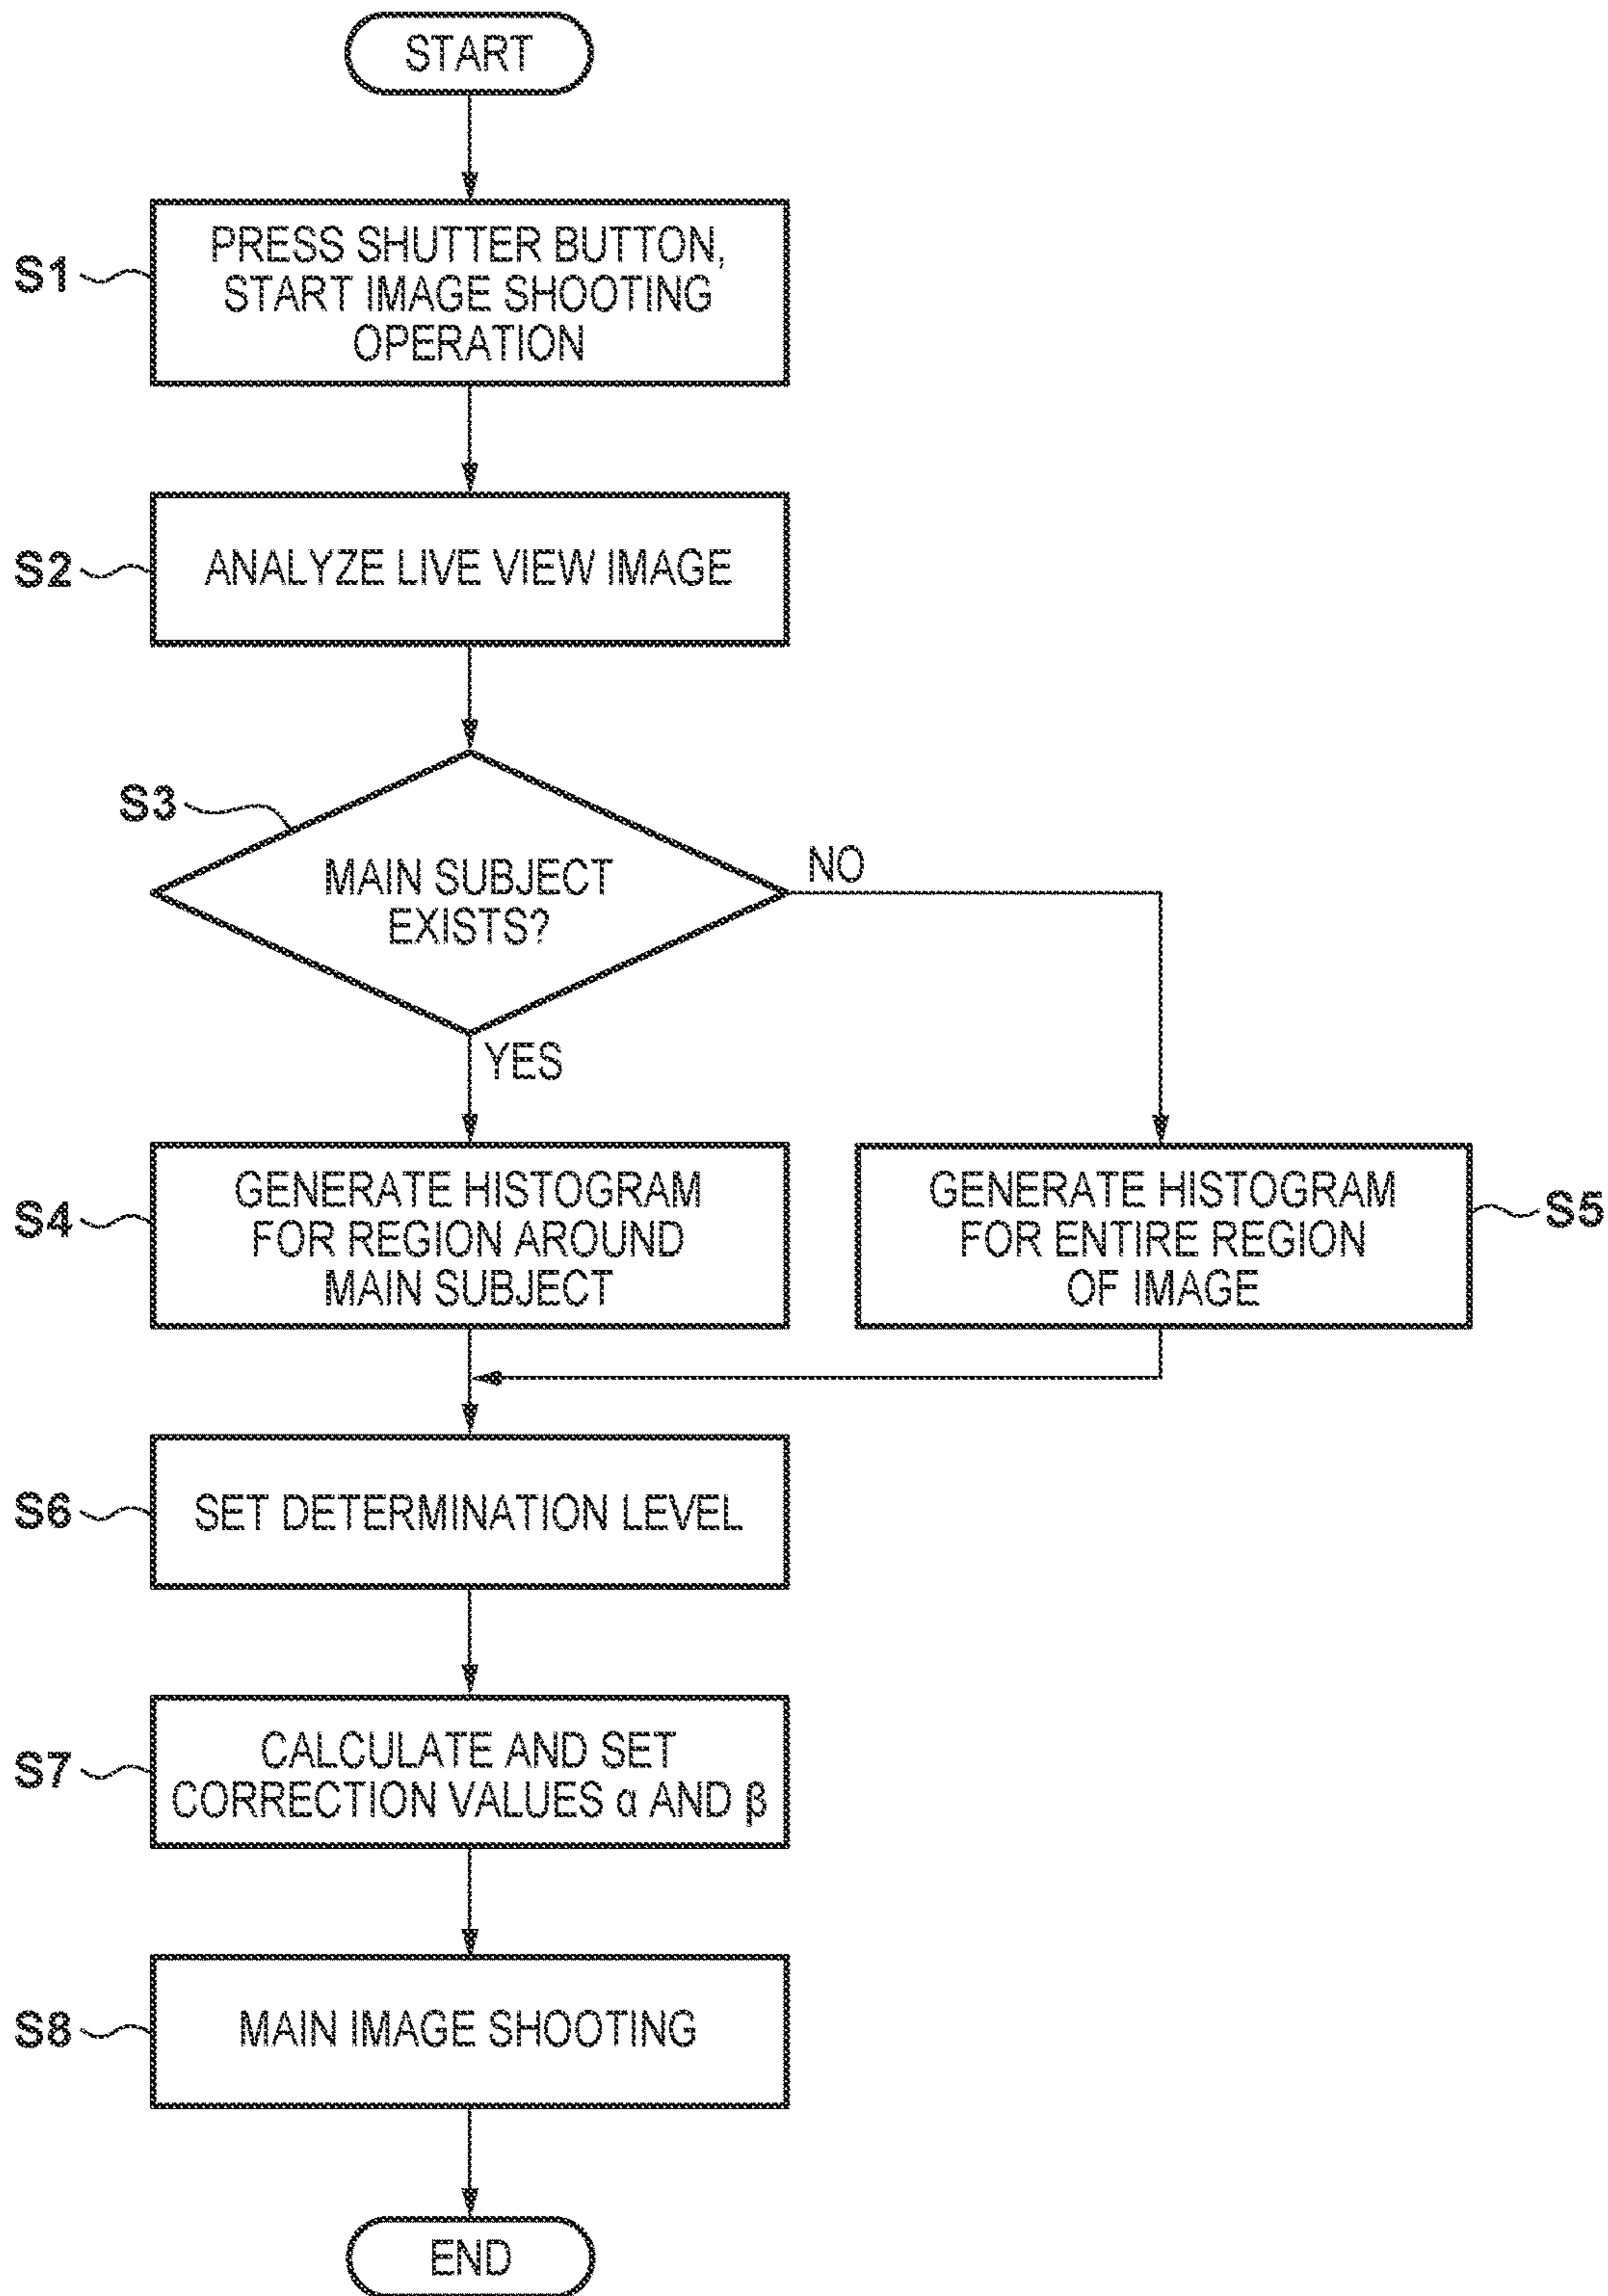 START
S1
PRESS SHUTTER BUTTON,
START IMAGE SHOOTING
OPERATION
S2
ANALYZE LIVE VIEW IMAGE
S3
MAIN SUBJECT
EXISTS?
NO
YES
S4
GENERATE HISTOGRAM
FOR REGION AROUND
MAIN SUBJECT
GENERATE HISTOGRAM
FOR ENTIRE REGION
OF IMAGE
S5
S6
SET DETERMINATION LEVEL
S7
CALCULATE AND SET
CORRECTION VALUES α AND β
S8
MAIN IMAGE SHOOTING
END